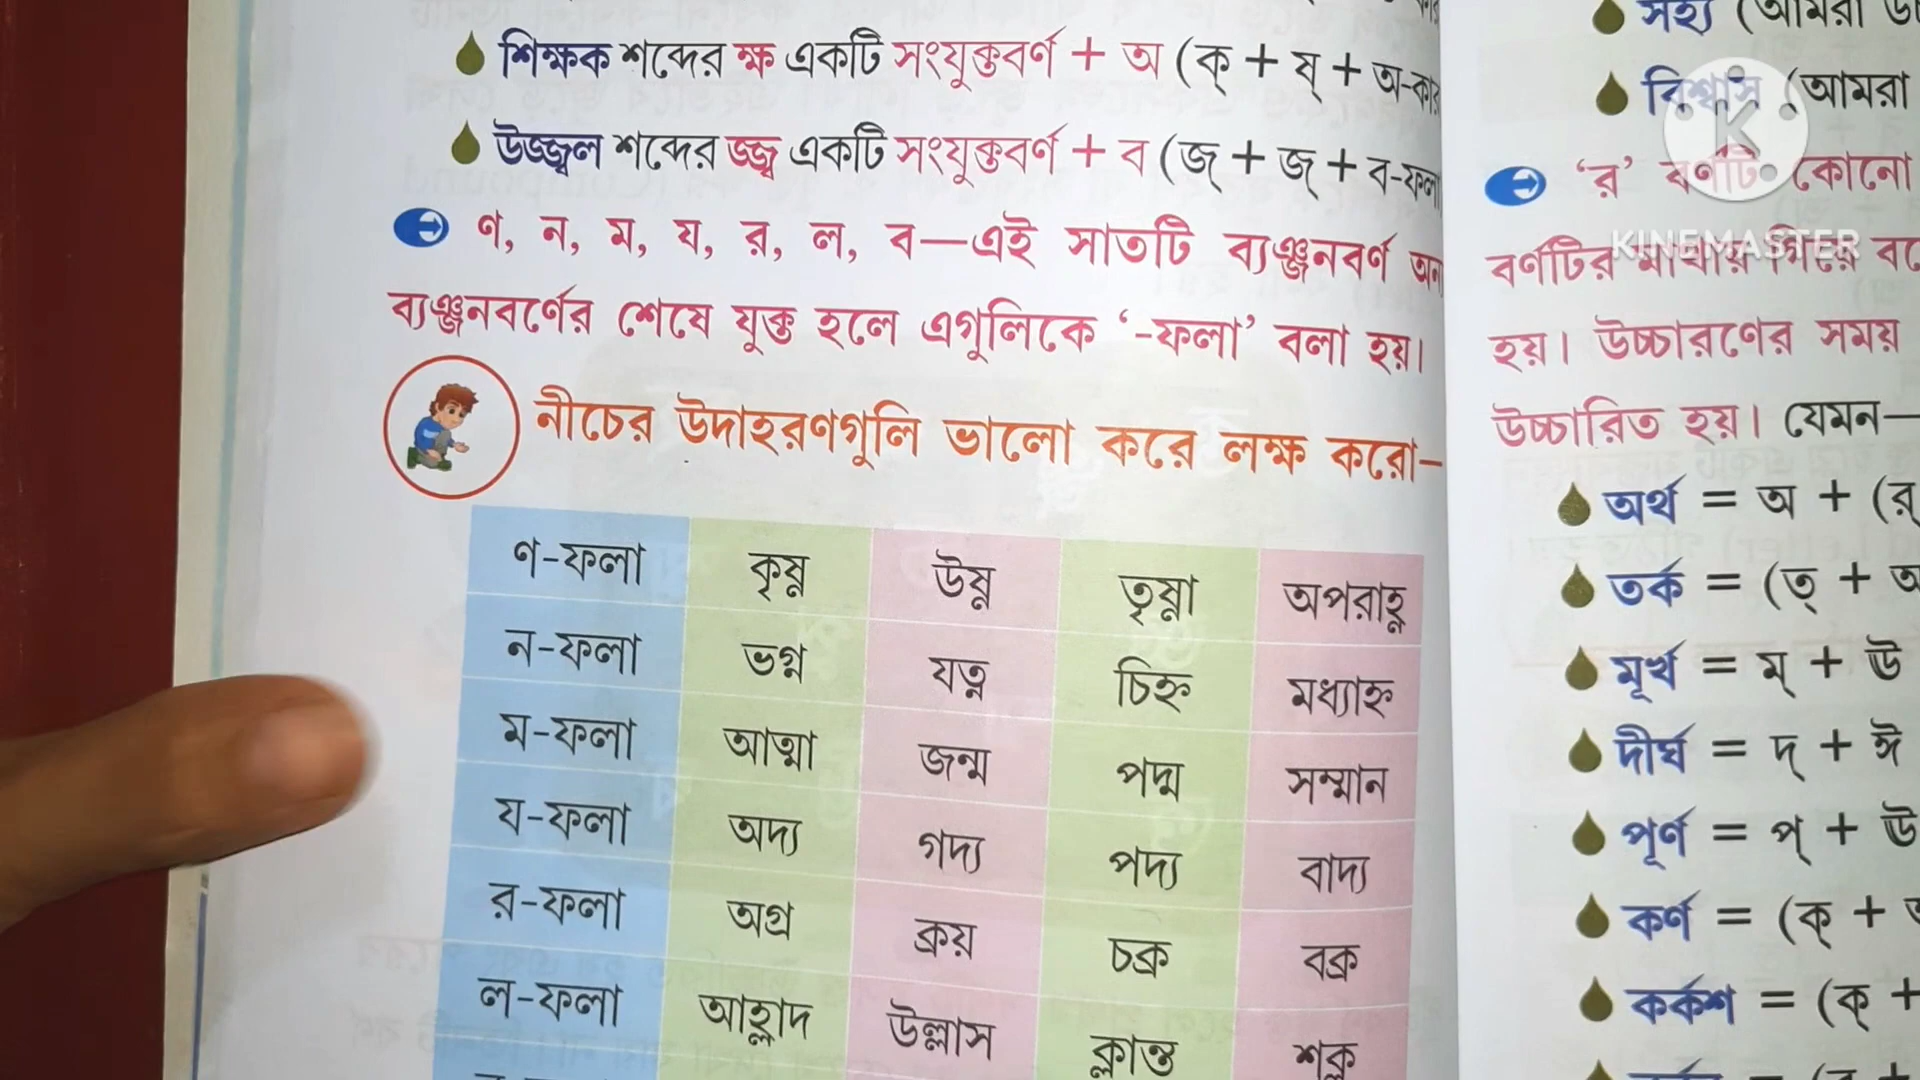 শিক্ষক শব্দের ক্ষ একটি সংযুক্তবর্ণ + অ (ক্ + ষ্ + অ-কার
উজ্জ্বল শব্দের জ্জ্ব একটি সংযুক্তবর্ণ + ব (জ্ + জ্ + ব-ফলা
ণ, ন, ম, য, র, ল, ব—এই সাতটি ব্যঞ্জনবর্ণ
ব্যঞ্জনবর্ণের শেষে যুক্ত হলে এগুলিকে ‘-ফলা’ বলা হয়।
নীচের উদাহরণগুলি ভালো করে লক্ষ করো–
ণ-ফলা কৃষ্ণ উষ্ণ তৃষ্ণা অপরাহ্ণ
ন-ফলা ভগ্ন যত্ন চিহ্ন মধ্যাহ্ন
ম-ফলা আত্মা জন্ম পদ্ম সম্মান
য-ফলা অদ্য গদ্য পদ্য বাদ্য
র-ফলা অগ্র ক্রয় চক্র বক্র
ল-ফলা আহ্লাদ উল্লাস ক্লান্ত শুক্ল
সহ্য (আমরা
বিশ্বাস (আমরা
‘র’ বর্ণটি কোনো
বর্ণটির মাথায় গিয়ে
হয়। উচ্চারণের সময়
উচ্চারিত হয়। যেমন—
অর্থ = অ + (র্
তর্ক = (ত্ + অ
মূর্খ = ম্ + ঊ
দীর্ঘ = দ্ + ঈ
পূর্ণ = প্ + ঊ
কর্ণ = (ক্ +
কর্কশ = (ক্ +
K
KINEMASTER